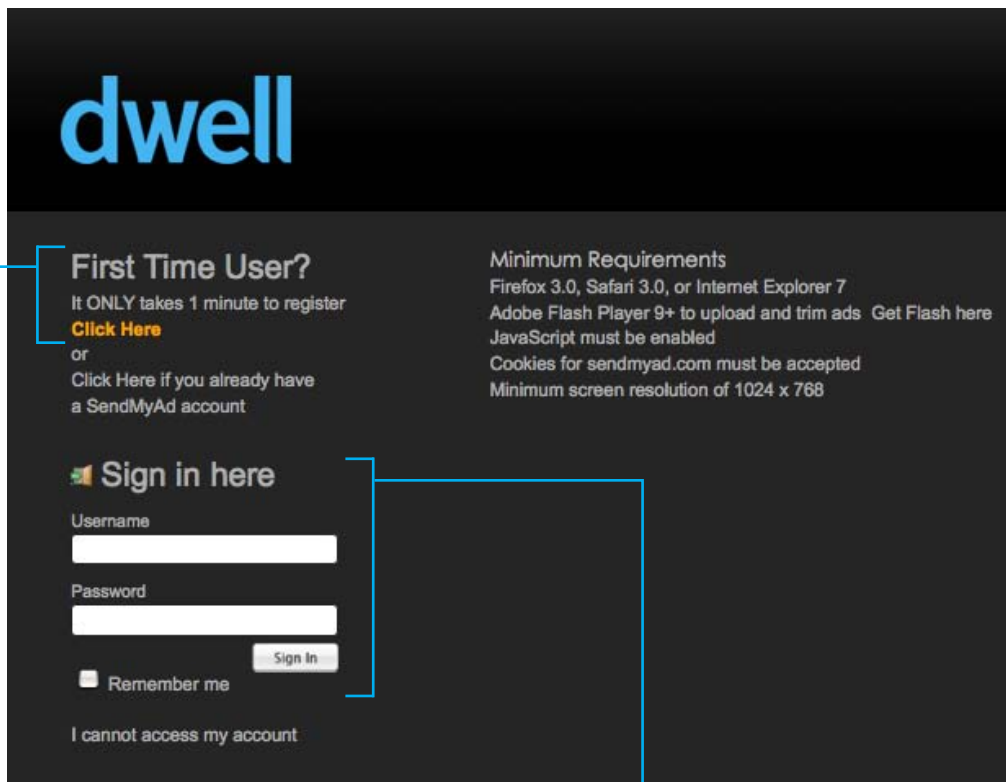 dwell
First Time User?
It ONLY takes 1 minute to register
Click Here
or
Click Here if you already have
a SendMyAd account
Minimum Requirements
Firefox 3.0, Safari 3.0, or Internet Explorer 7
Adobe Flash Player 9+ to upload and trim ads Get Flash here
JavaScript must be enabled
Cookies for sendmyad.com must be accepted
Minimum screen resolution of 1024 x 768
Sign in here
Username
Password
Sign In
Remember me
I cannot access my account